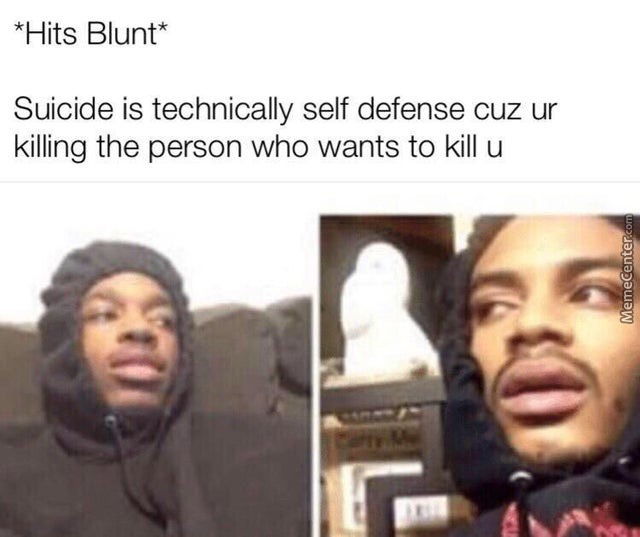 *Hits Blunt*
Suicide is technically self defense cuz ur
killing the person who wants to kill u
MemeCenter.com